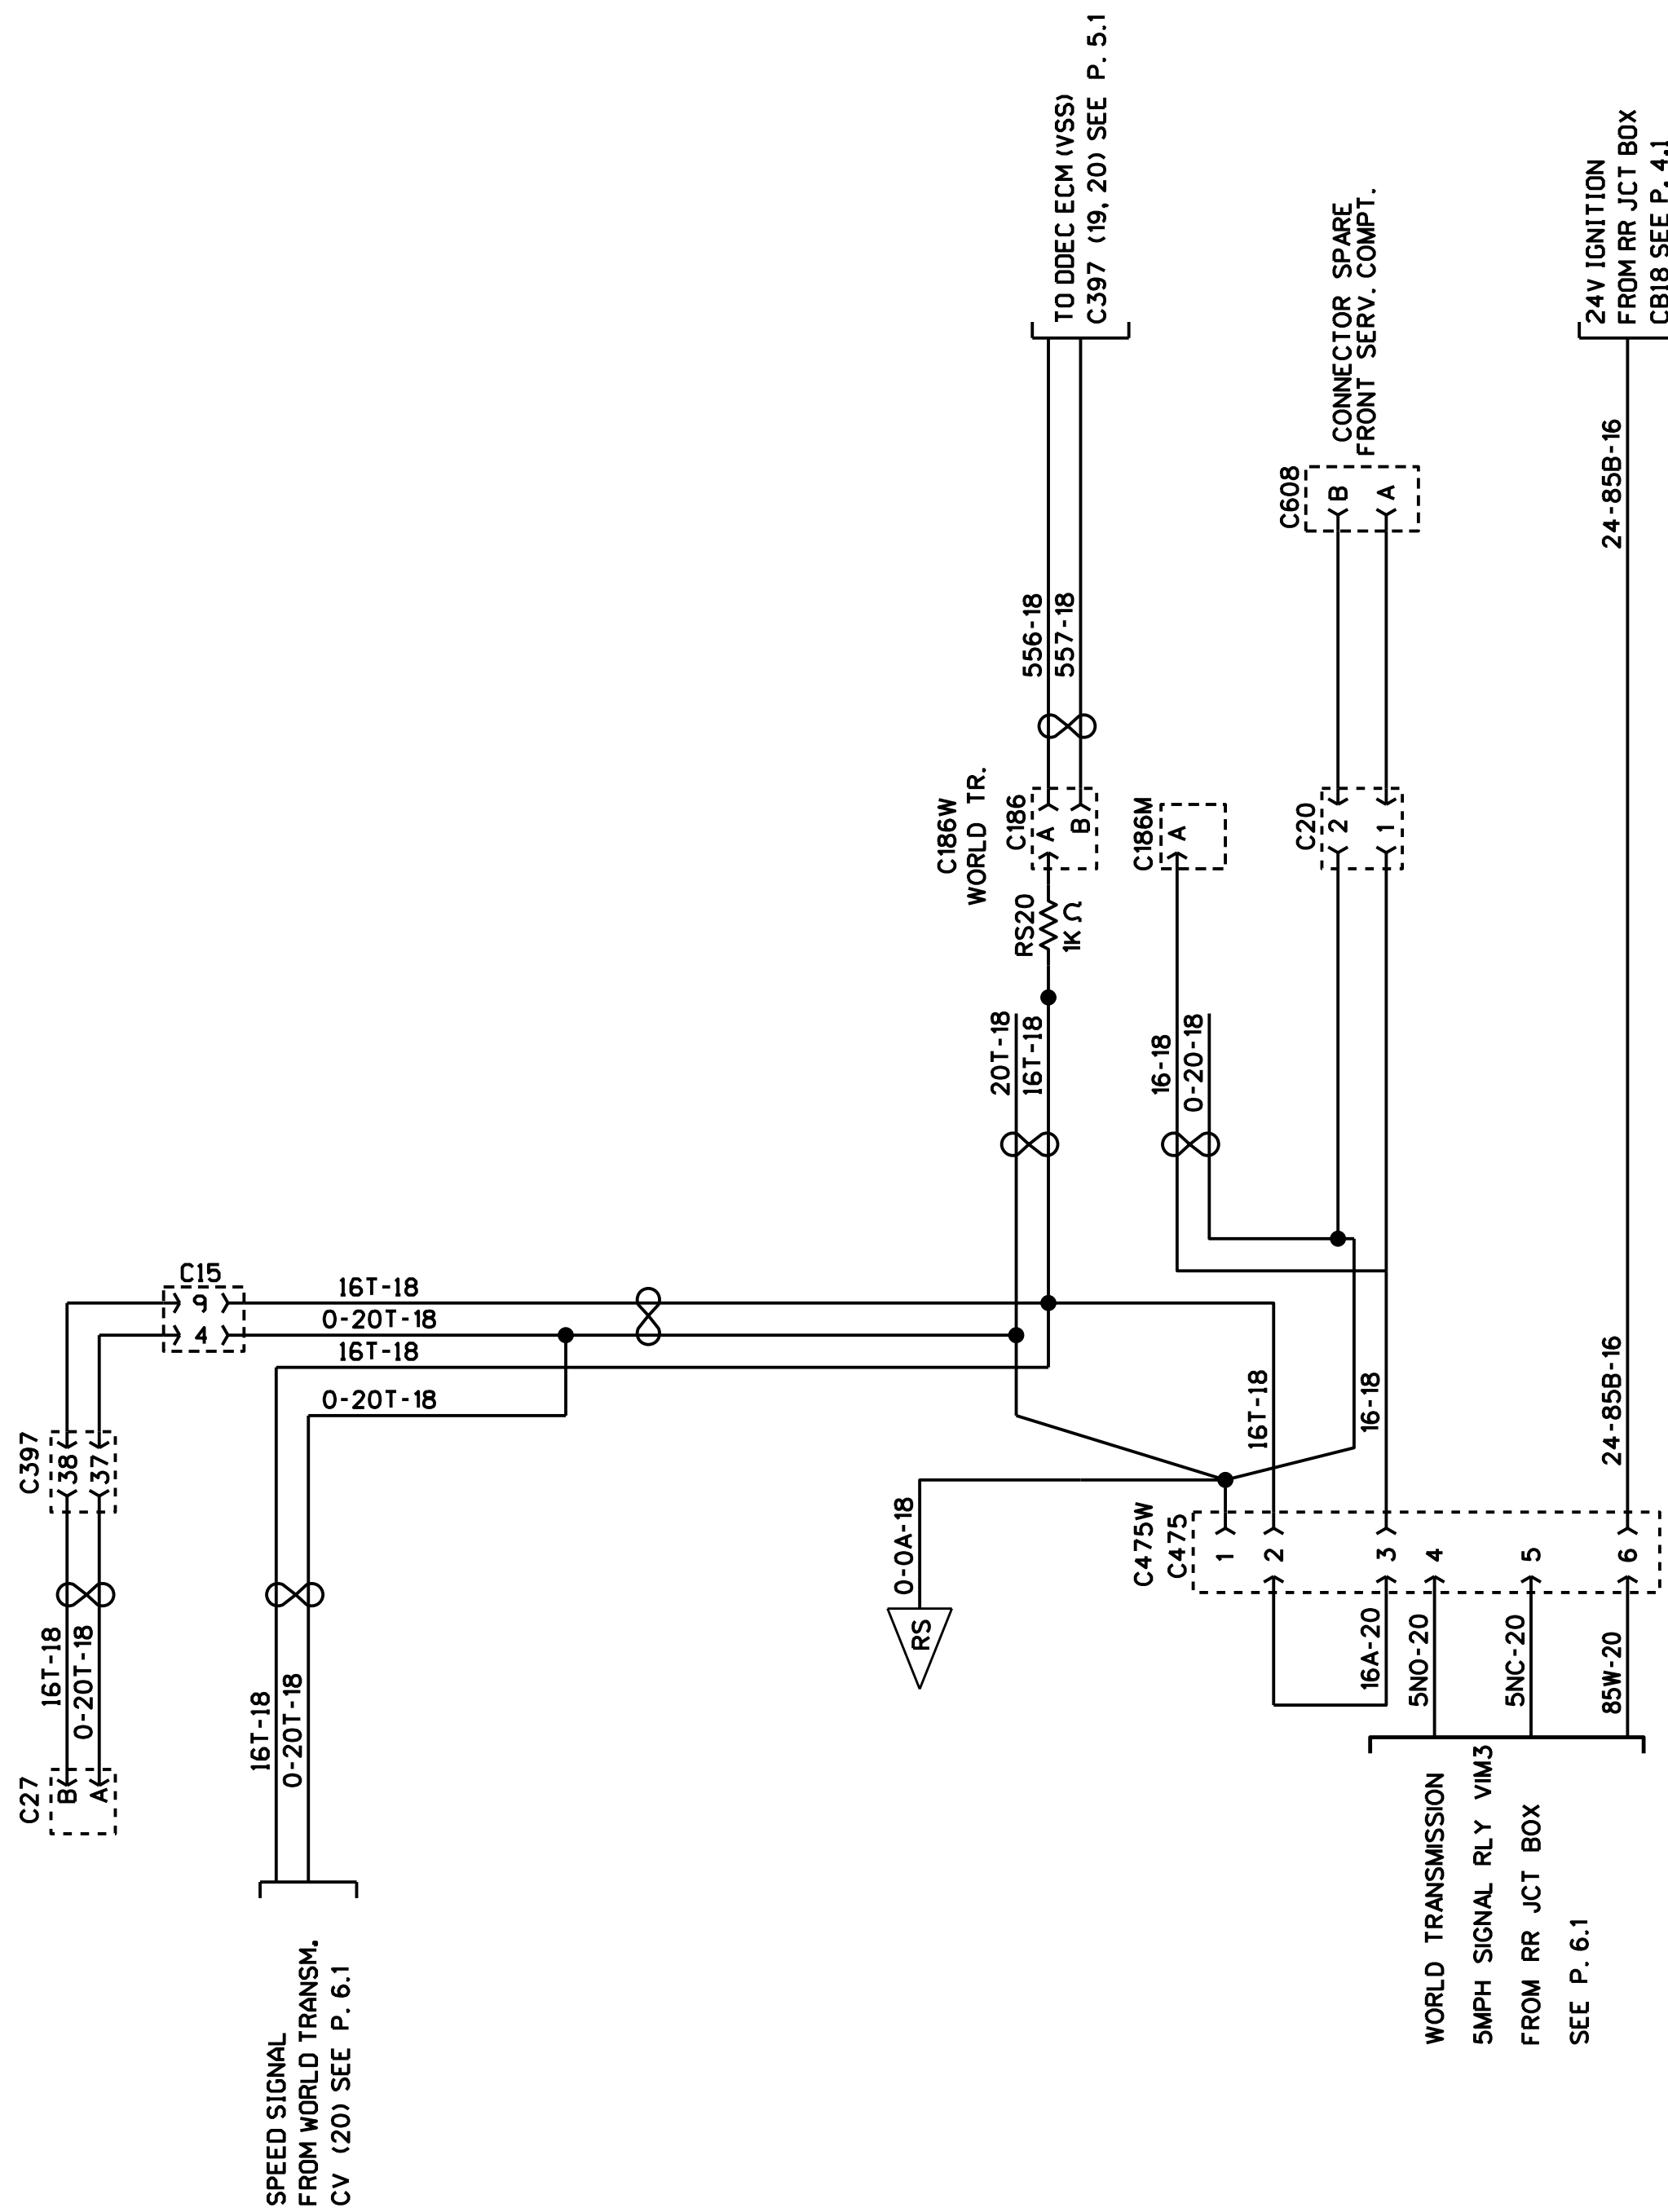 C27
B
A
16T-18
0-20T-18
C397
38
37
C15
9
4
16T-18
0-20T-18
16T-18
0-20T-18
16T-18
0-20T-18
SPEED SIGNAL
FROM WORLD TRANSM.
CV (20) SEE P. 6.1
RS
0-0A-18
20T-18
16T-18
C186W
WORLD TR.
RS20
1K Ω
C186
A
B
556-18
557-18
TO DDEC ECM (VSS)
C397 (19, 20) SEE P. 5.1
C186M
A
16-18
0-20-18
C20
2
1
C608
B
A
CONNECTOR SPARE
FRONT SERV. COMPT.
16T-18
16-18
C475W
C475
1
2
3
4
5
6
16A-20
5NO-20
5NC-20
85W-20
WORLD TRANSMISSION
5MPH SIGNAL RLY VIM3
FROM RR JCT BOX
SEE P. 6.1
24-85B-16
24-85B-16
24V IGNITION
FROM RR JCT BOX
CB18 SEE P. 4.1